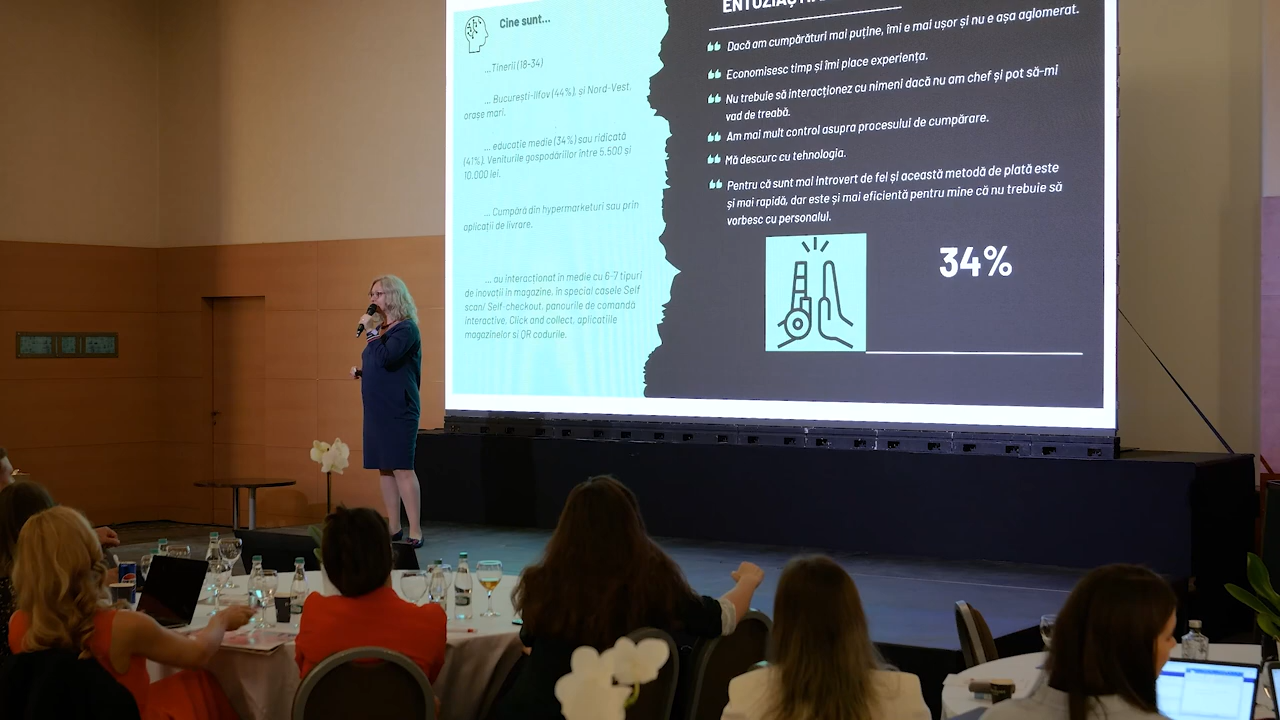 Cine sunt...
...Tinerii (18-34)
... Bucuresti-Ilfov (44%), si Nord-Vest,
orase mari.
... educatie medie (34%) sau ridicată
(41%). Veniturile gospodăriilor între 5.500 și
10.000 lei.
... Cumpără din hypermarketuri sau prin
aplicații de livrare.
... au interacționat în medie cu 6-7 tipuri
de inovații în magazine, în special casele Self
scan/ Self-checkout, panourile de comandă
interactive, Click and collect, aplicațiile
magazinelor si QR codurile.
Dacă am cumpărături mai puține, îmi e mai ușor și nu e așa aglomerat.
Economisesc timp și îmi place experiența.
Nu trebuie să interacționez cu nimeni dacă nu am chef și pot să-mi
vad de treabă.
Am mai mult control asupra procesului de cumpărare.
Mă descurc cu tehnologia.
Pentru că sunt mai introvert de fel și această metodă de plată este
și mai rapidă, dar este și mai eficientă pentru mine că nu trebuie să
vorbesc cu personalul.
34%